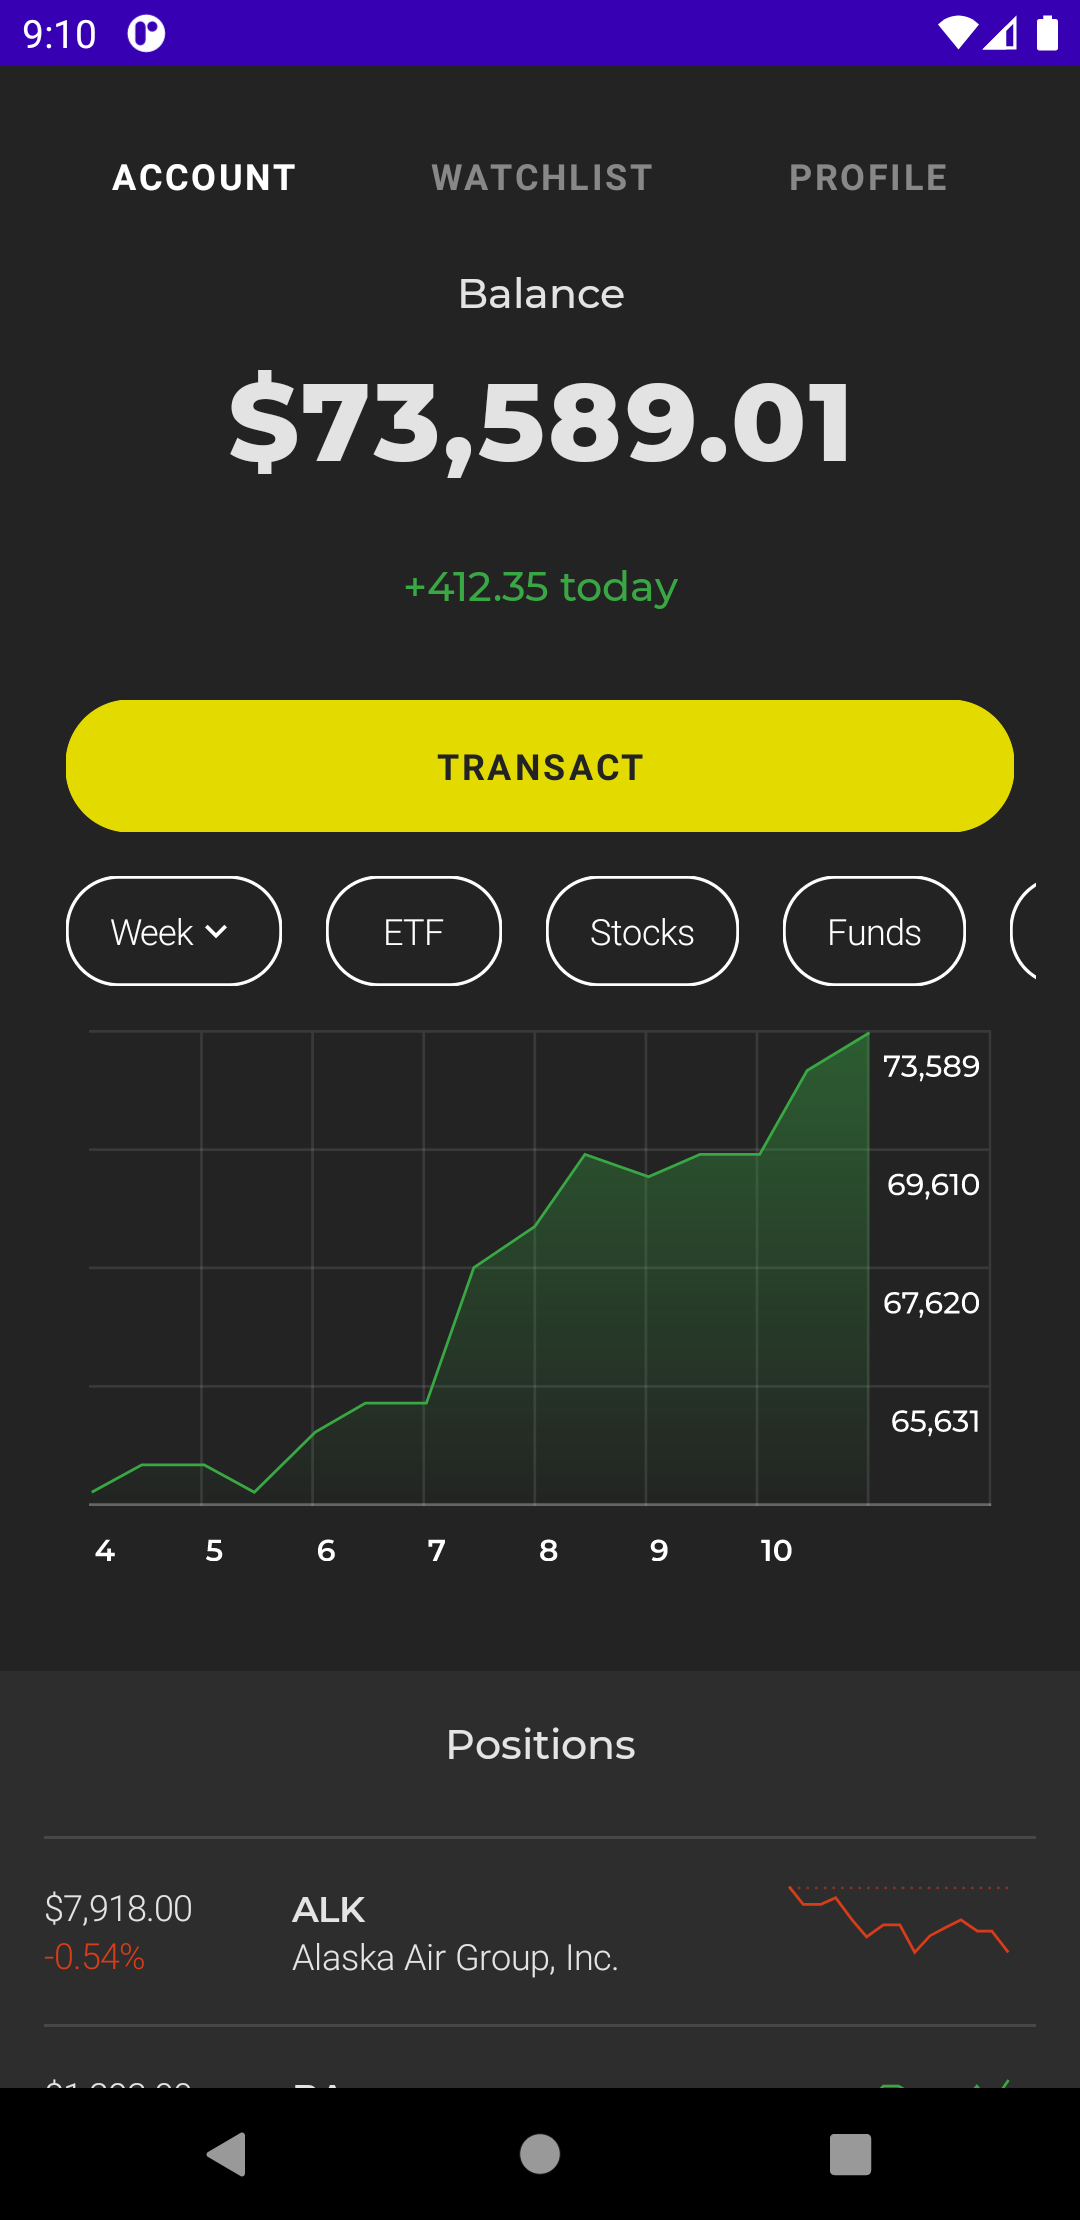 9:10
ACCOUNT WATCHLIST PROFILE
Balance
$73,589.01
+412.35 today
TRANSACT
Week ETF Stocks Funds
73,589
69,610
67,620
65,631
4 5 6 7 8 9 10
Positions
$7,918.00 ALK
-0.54% Alaska Air Group, Inc.